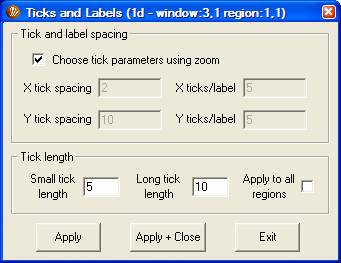 Ticks and Labels (1d - window:3,1 region:1,1)
Tick and label spacing
Choose tick parameters using zoom
X tick spacing 2 X ticks/label 5
Y tick spacing 10 Y ticks/label 5
Tick length
Small tick length 5 Long tick length 10 Apply to all regions
Apply Apply + Close Exit